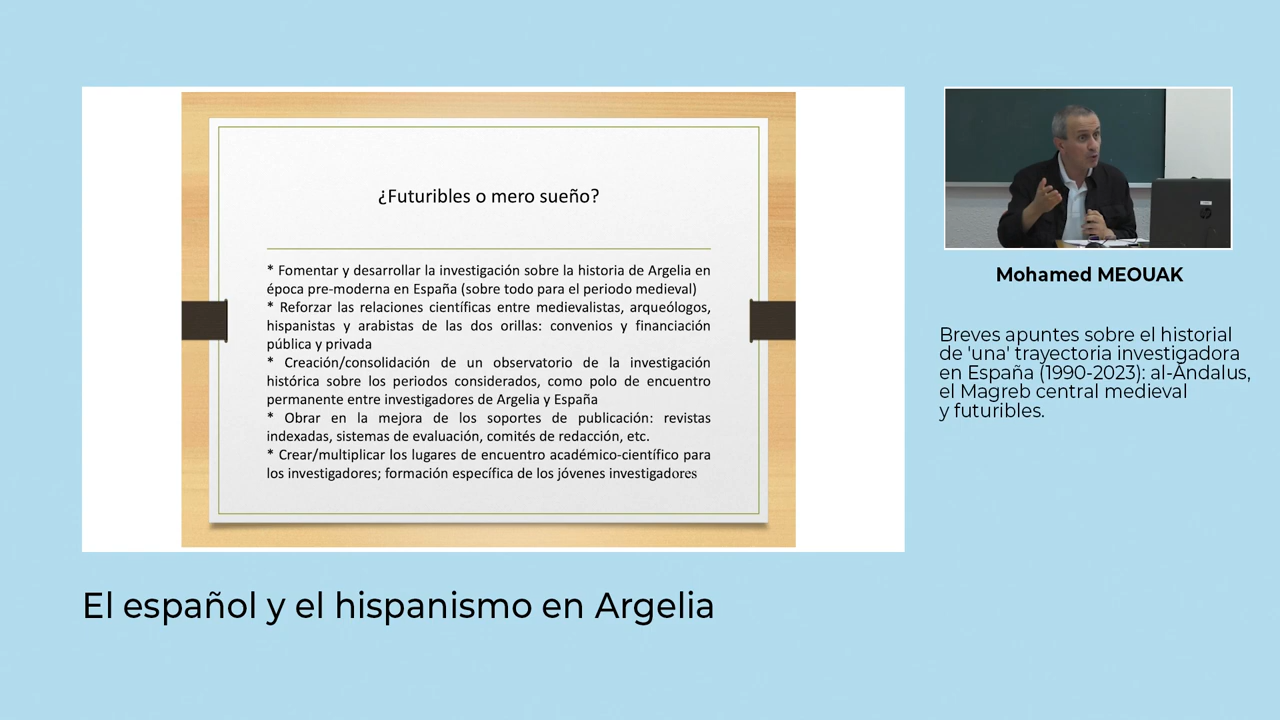 ¿Futuribles o mero sueño?
* Fomentar y desarrollar la investigación sobre la historia de Argelia en
época pre-moderna en España (sobre todo para el periodo medieval)
* Reforzar las relaciones científicas entre medievalistas, arqueólogos,
hispanistas y arabistas de las dos orillas: convenios y financiación
pública y privada
* Creación/consolidación de un observatorio de la investigación
histórica sobre los periodos considerados, como polo de encuentro
permanente entre investigadores de Argelia y España
* Obrar en la mejora de los soportes de publicación: revistas
indexadas, sistemas de evaluación, comités de redacción, etc.
* Crear/multiplicar los lugares de encuentro académico-científico para
los investigadores; formación específica de los jóvenes investigadores
Mohamed MEOUAK
Breves apuntes sobre el historial
de 'una' trayectoria investigadora
en España (1990-2023): al-Ándalus,
el Magreb central medieval
y futuribles.
El español y el hispanismo en Argelia